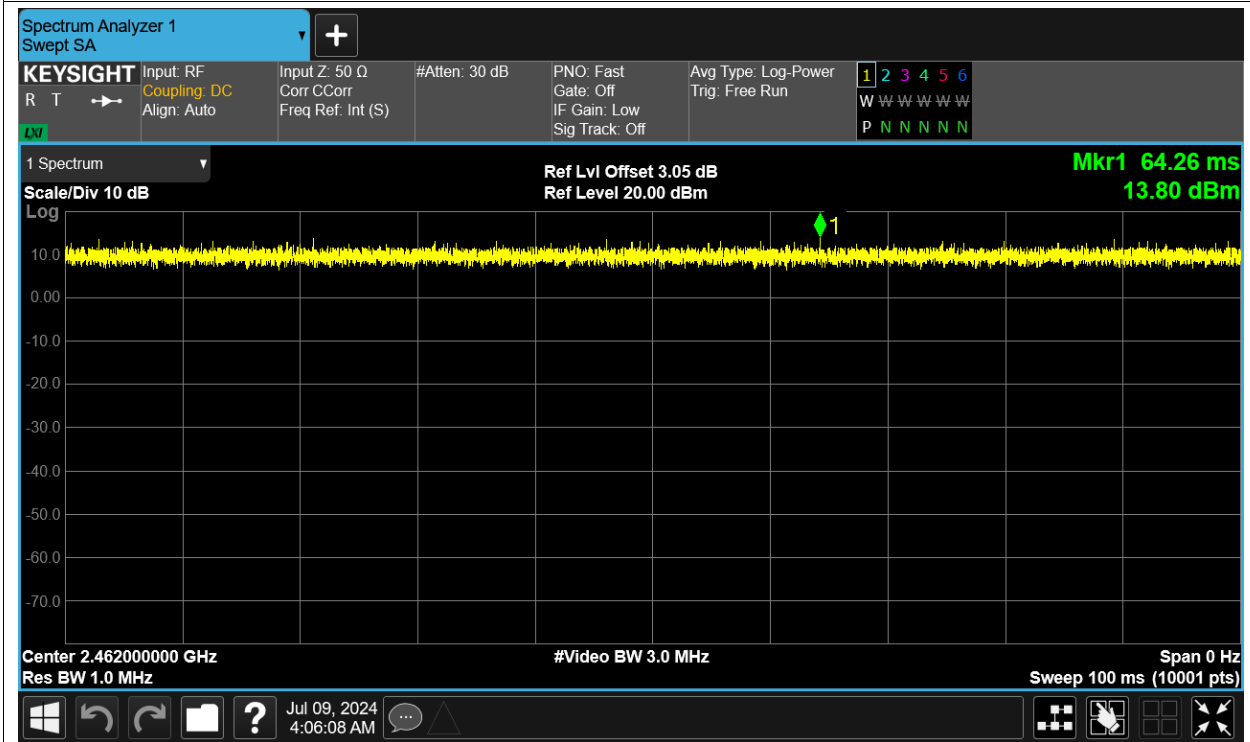 Spectrum Analyzer 1
Swept SA
+
KEYSIGHT
R T
LXI
Input: RF
Coupling: DC
Align: Auto
Input Z: 50 Ω
Corr CCorr
Freq Ref: Int (S)
#Atten: 30 dB
PNO: Fast
Gate: Off
IF Gain: Low
Sig Track: Off
Avg Type: Log-Power
Trig: Free Run
1 2 3 4 5 6
W W W W W W
P N N N N N
1 Spectrum
Scale/Div 10 dB
Log
Ref Lvl Offset 3.05 dB
Ref Level 20.00 dBm
Mkr1 64.26 ms
13.80 dBm
1
10.0
0.00
-10.0
-20.0
-30.0
-40.0
-50.0
-60.0
-70.0
Center 2.462000000 GHz
Res BW 1.0 MHz
#Video BW 3.0 MHz
Span 0 Hz
Sweep 100 ms (10001 pts)
?
Jul 09, 2024
4:06:08 AM